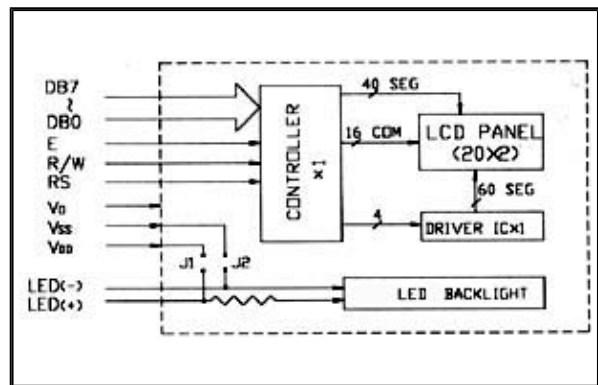 DB7
~
DB0
E
R/W
RS
Vo
Vss
VDD
LED(-)
LED(+)
J1
J2
CONTROLLER
x1
40 SEG
16 COM
LCD PANEL
(20X2)
60 SEG
4
DRIVER ICx1
LED BACKLIGHT